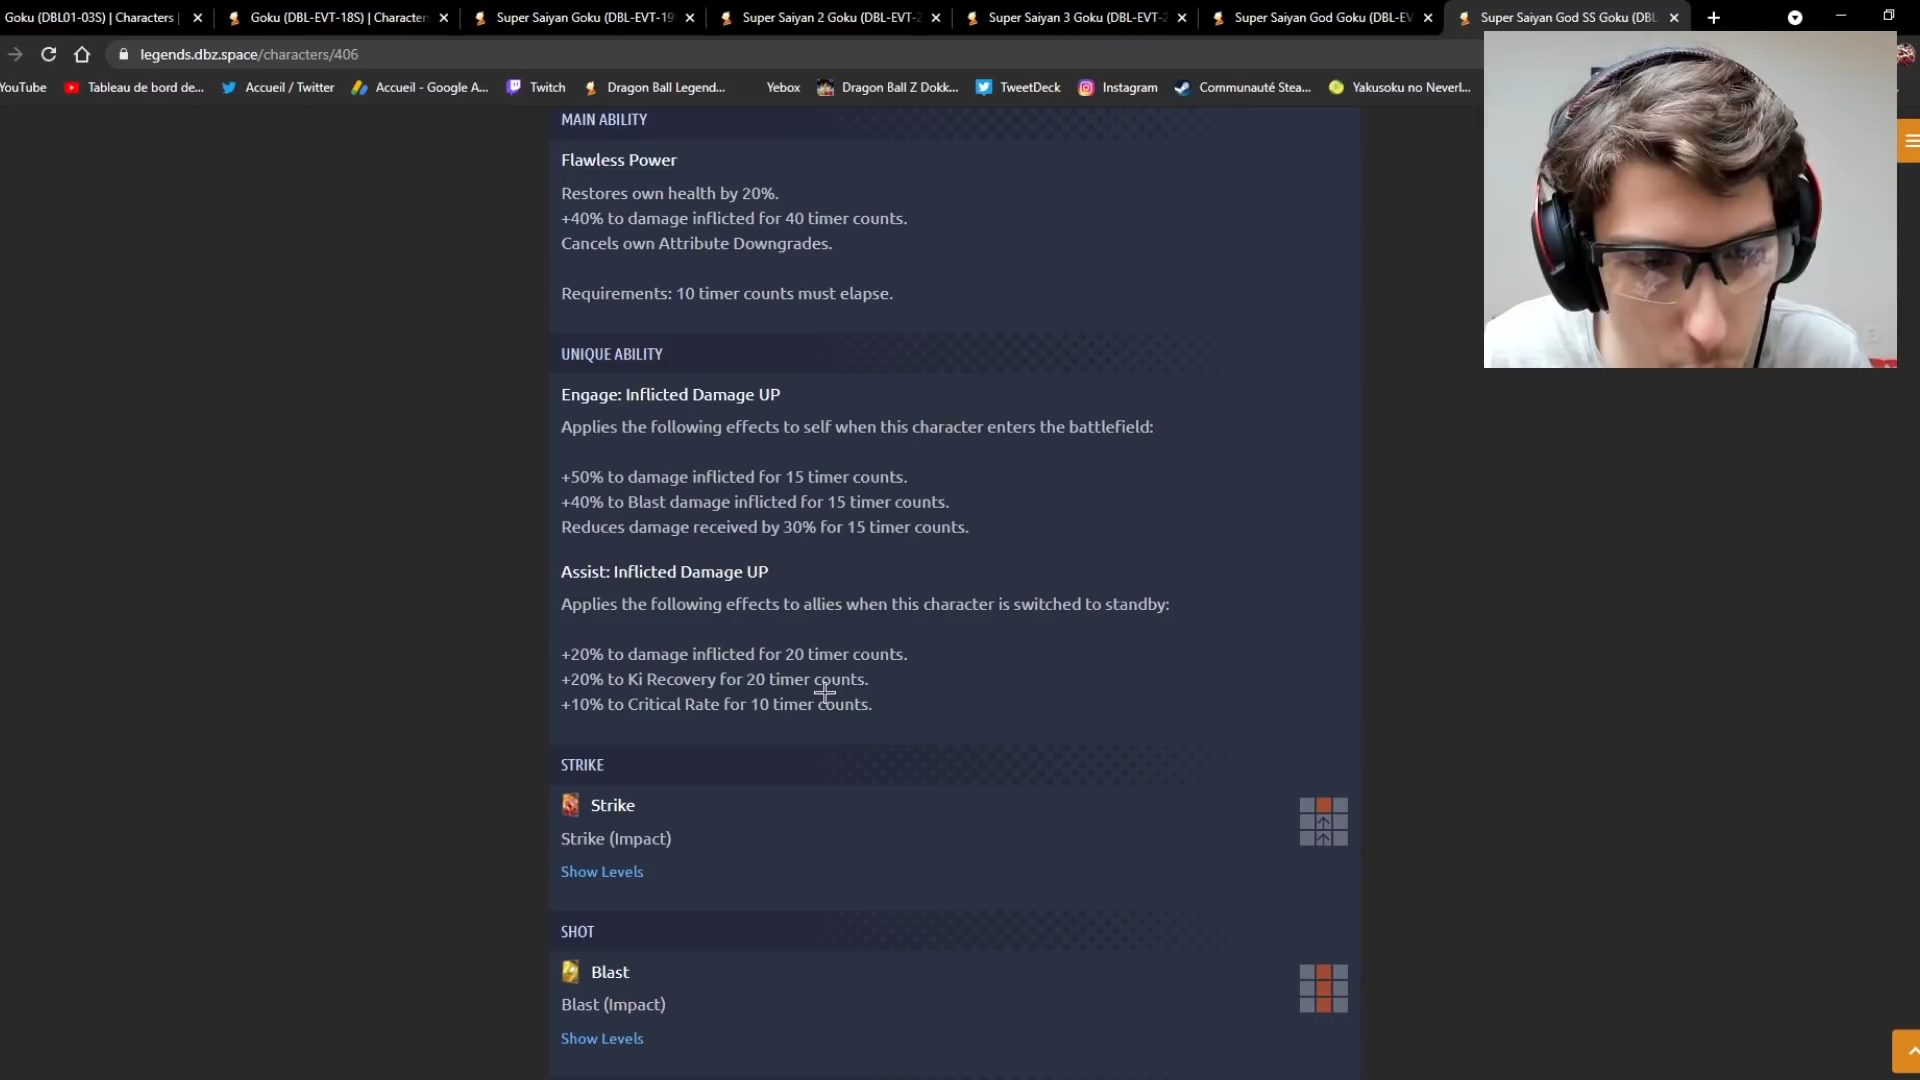 Goku (DBL01-03S) | Characters
Goku (DBL-EVT-18S) | Character
Super Saiyan Goku (DBL-EVT-19
Super Saiyan 2 Goku (DBL-EVT-2
Super Saiyan 3 Goku (DBL-EVT-2
Super Saiyan God Goku (DBL-EV
Super Saiyan God SS Goku (DBL
legends.dbz.space/characters/406
YouTube
Tableau de bord de...
Accueil / Twitter
Accueil - Google A...
Twitch
Dragon Ball Legend...
Yebox
Dragon Ball Z Dokk...
TweetDeck
Instagram
Communauté Stea...
Yakusoku no Neverl...
MAIN ABILITY
Flawless Power
Restores own health by 20%.
+40% to damage inflicted for 40 timer counts.
Cancels own Attribute Downgrades.
Requirements: 10 timer counts must elapse.
UNIQUE ABILITY
Engage: Inflicted Damage UP
Applies the following effects to self when this character enters the battlefield:
+50% to damage inflicted for 15 timer counts.
+40% to Blast damage inflicted for 15 timer counts.
Reduces damage received by 30% for 15 timer counts.
Assist: Inflicted Damage UP
Applies the following effects to allies when this character is switched to standby:
+20% to damage inflicted for 20 timer counts.
+20% to Ki Recovery for 20 timer counts.
+10% to Critical Rate for 10 timer counts.
STRIKE
Strike
Strike (Impact)
Show Levels
SHOT
Blast
Blast (Impact)
Show Levels